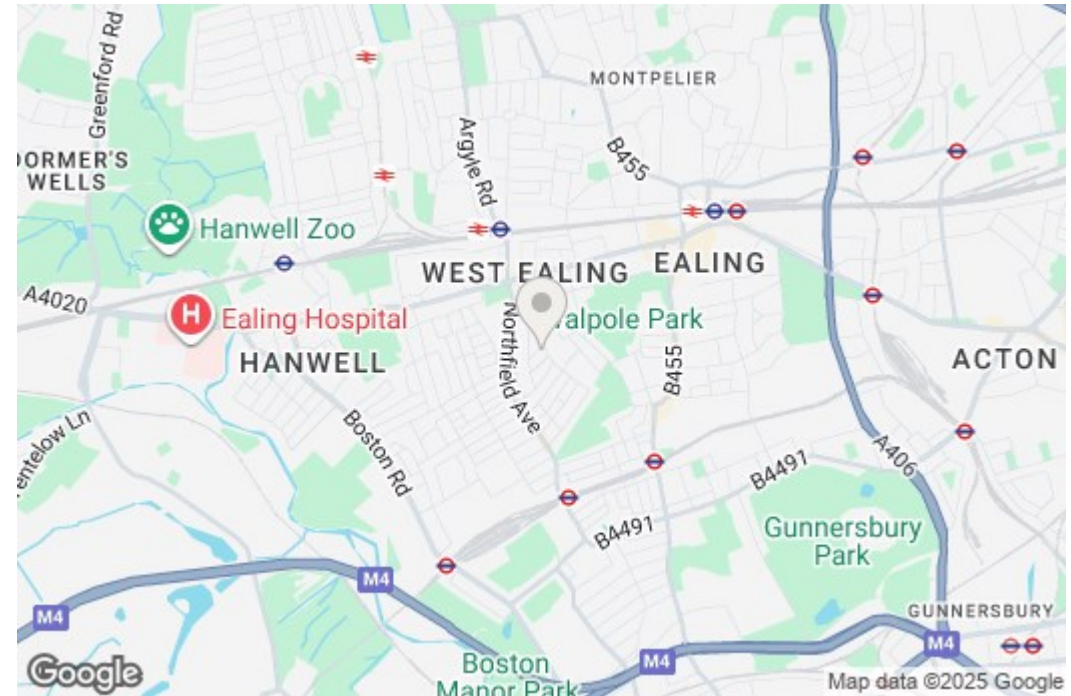 Greenford Rd
MONTPELIER
Argyle Rd
B455
DORMER'S
WELLS
Hanwell Zoo
WEST EALING
EALING
A4020
H
Ealing Hospital
Walpole Park
HANWELL
Northfield Ave
B455
ACTON
Boston Rd
A406
B4491
B4491
Gunnersbury
Park
M4
M4
GUNNERSBURY
M4
M4
Boston
Manor Park
Google
Map data ©2025 Google